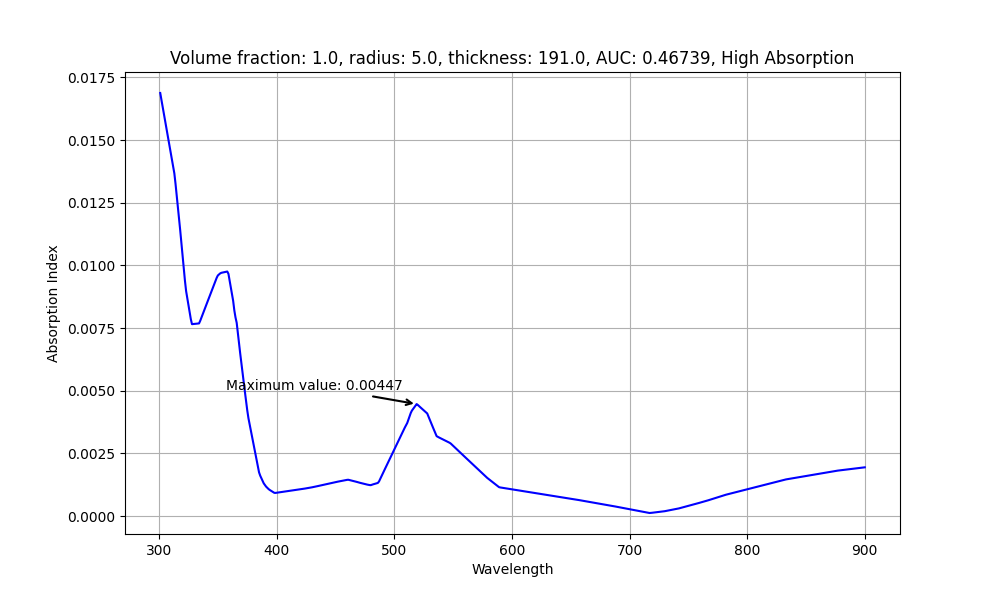 Volume fraction: 1.0, radius: 5.0, thickness: 191.0, AUC: 0.46739, High Absorption
0.0175
0.0150
0.0125
0.0100
0.0075
0.0050
0.0025
0.0000
Absorption Index
Maximum value: 0.00447
300 400 500 600 700 800 900
Wavelength